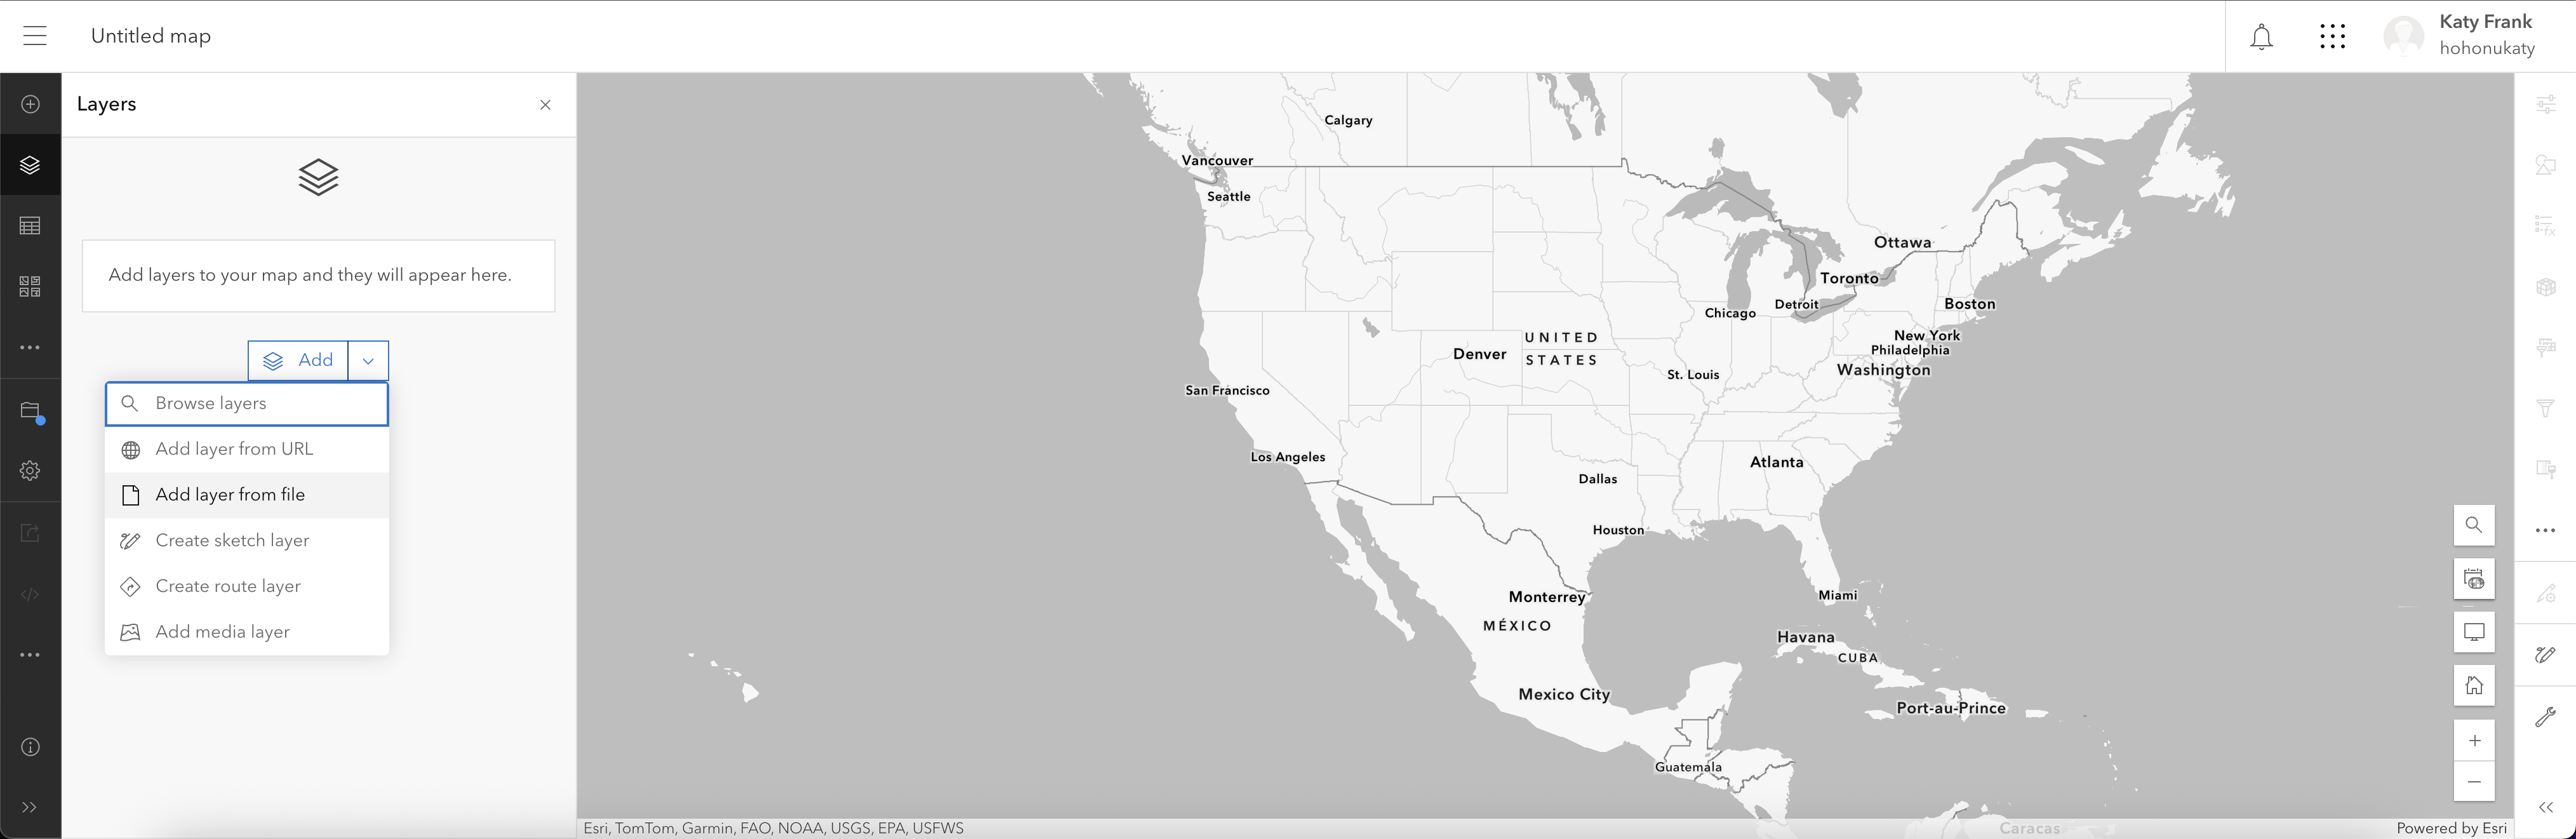 Untitled map
Katy Frank
hohonukaty
Layers
Add layers to your map and they will appear here.
Add
Browse layers
Add layer from URL
Add layer from file
Create sketch layer
Create route layer
Add media layer
Calgary
Vancouver
Seattle
Ottawa
Toronto
Detroit
Boston
Chicago
New York
Philadelphia
UNITED
STATES
Denver
Washington
St. Louis
San Francisco
Los Angeles
Atlanta
Dallas
Houston
Monterrey
Miami
MÉXICO
Havana
CUBA
Mexico City
Port-au-Prince
Guatemala
Caracas
Esri, TomTom, Garmin, FAO, NOAA, USGS, EPA, USFWS
Powered by Esri